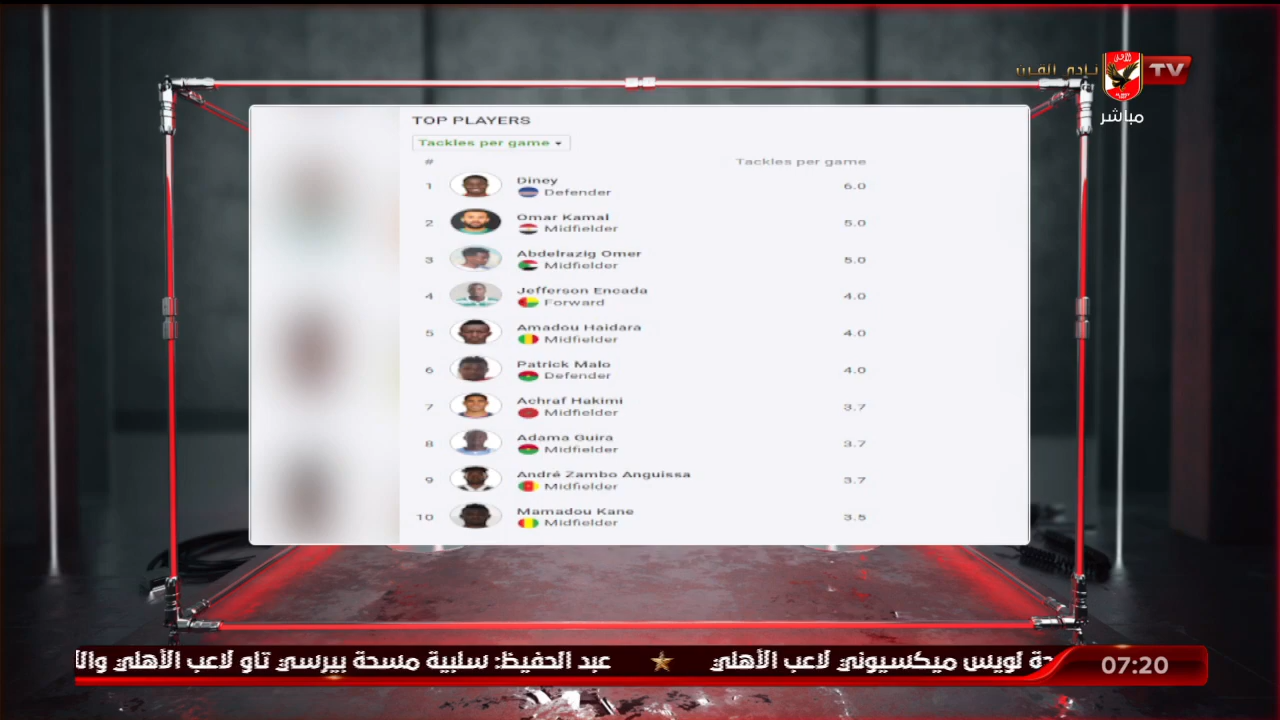 نادي القرن
TV
مباشر
TOP PLAYERS
Tackles per game
# Tackles per game
1 Diney 6.0
Defender
2 Omar Kamal 5.0
Midfielder
3 Abdelrazig Omer 5.0
Midfielder
4 Jefferson Encada 4.0
Forward
5 Amadou Haidara 4.0
Midfielder
6 Patrick Malo 4.0
Defender
7 Achraf Hakimi 3.7
Midfielder
8 Adama Guira 3.7
Midfielder
9 André Zambo Anguissa 3.7
Midfielder
10 Mamadou Kane 3.5
Midfielder
حة لويس ميكسيوني لاعب الأهلي ★ عبد الحفيظ: سلبية مسحة بيرسي تاو لاعب الأهلي وال
07:20